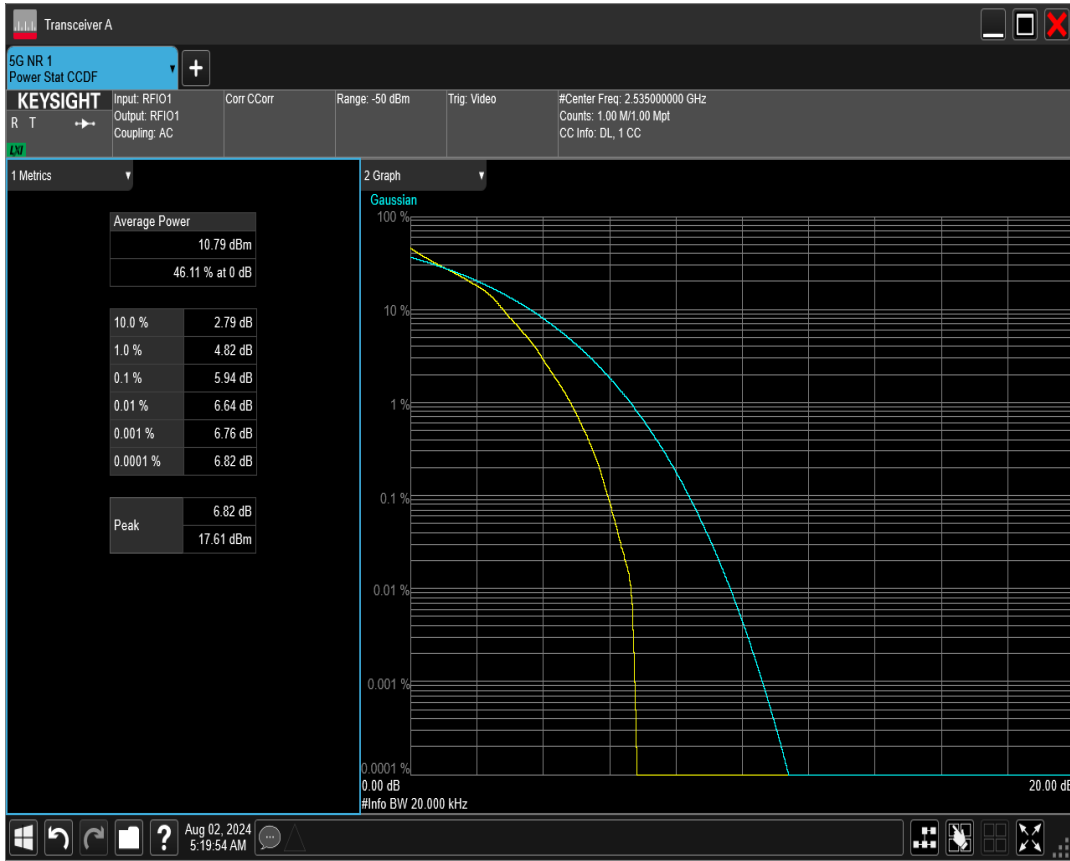 Transceiver A
5G NR 1
Power Stat CCDF
KEYSIGHT
R T
LXI
Input: RFIO1
Output: RFIO1
Coupling: AC
Corr CCorr
Range: -50 dBm
Trig: Video
#Center Freq: 2.535000000 GHz
Counts: 1.00 M/1.00 Mpt
CC Info: DL, 1 CC
1 Metrics
Average Power
10.79 dBm
46.11 % at 0 dB
10.0 % 2.79 dB
1.0 % 4.82 dB
0.1 % 5.94 dB
0.01 % 6.64 dB
0.001 % 6.76 dB
0.0001 % 6.82 dB
Peak
6.82 dB
17.61 dBm
2 Graph
Gaussian
100 %
10 %
1 %
0.1 %
0.01 %
0.001 %
0.0001 %
0.00 dB 20.00 dB
#Info BW 20.000 kHz
? Aug 02, 2024
5:19:54 AM